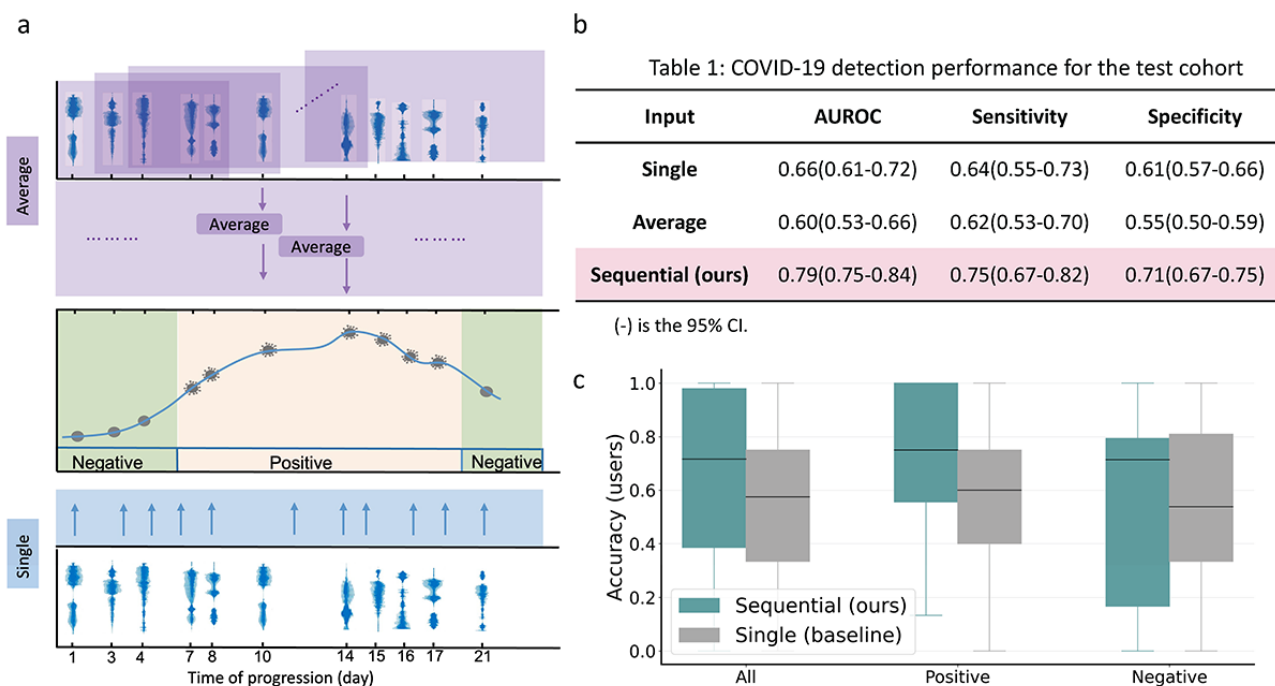 a
Average
Average
Average
Negative
Positive
Negative
Single
1 3 4 7 8 10 14 15 16 17 21
Time of progression (day)
b
Table 1: COVID-19 detection performance for the test cohort
Input AUROC Sensitivity Specificity
Single 0.66(0.61-0.72) 0.64(0.55-0.73) 0.61(0.57-0.66)
Average 0.60(0.53-0.66) 0.62(0.53-0.70) 0.55(0.50-0.59)
Sequential (ours) 0.79(0.75-0.84) 0.75(0.67-0.82) 0.71(0.67-0.75)
(-) is the 95% CI.
c
Accuracy (users)
1.0
0.8
0.6
0.4
0.2
0.0
Sequential (ours)
Single (baseline)
All Positive Negative